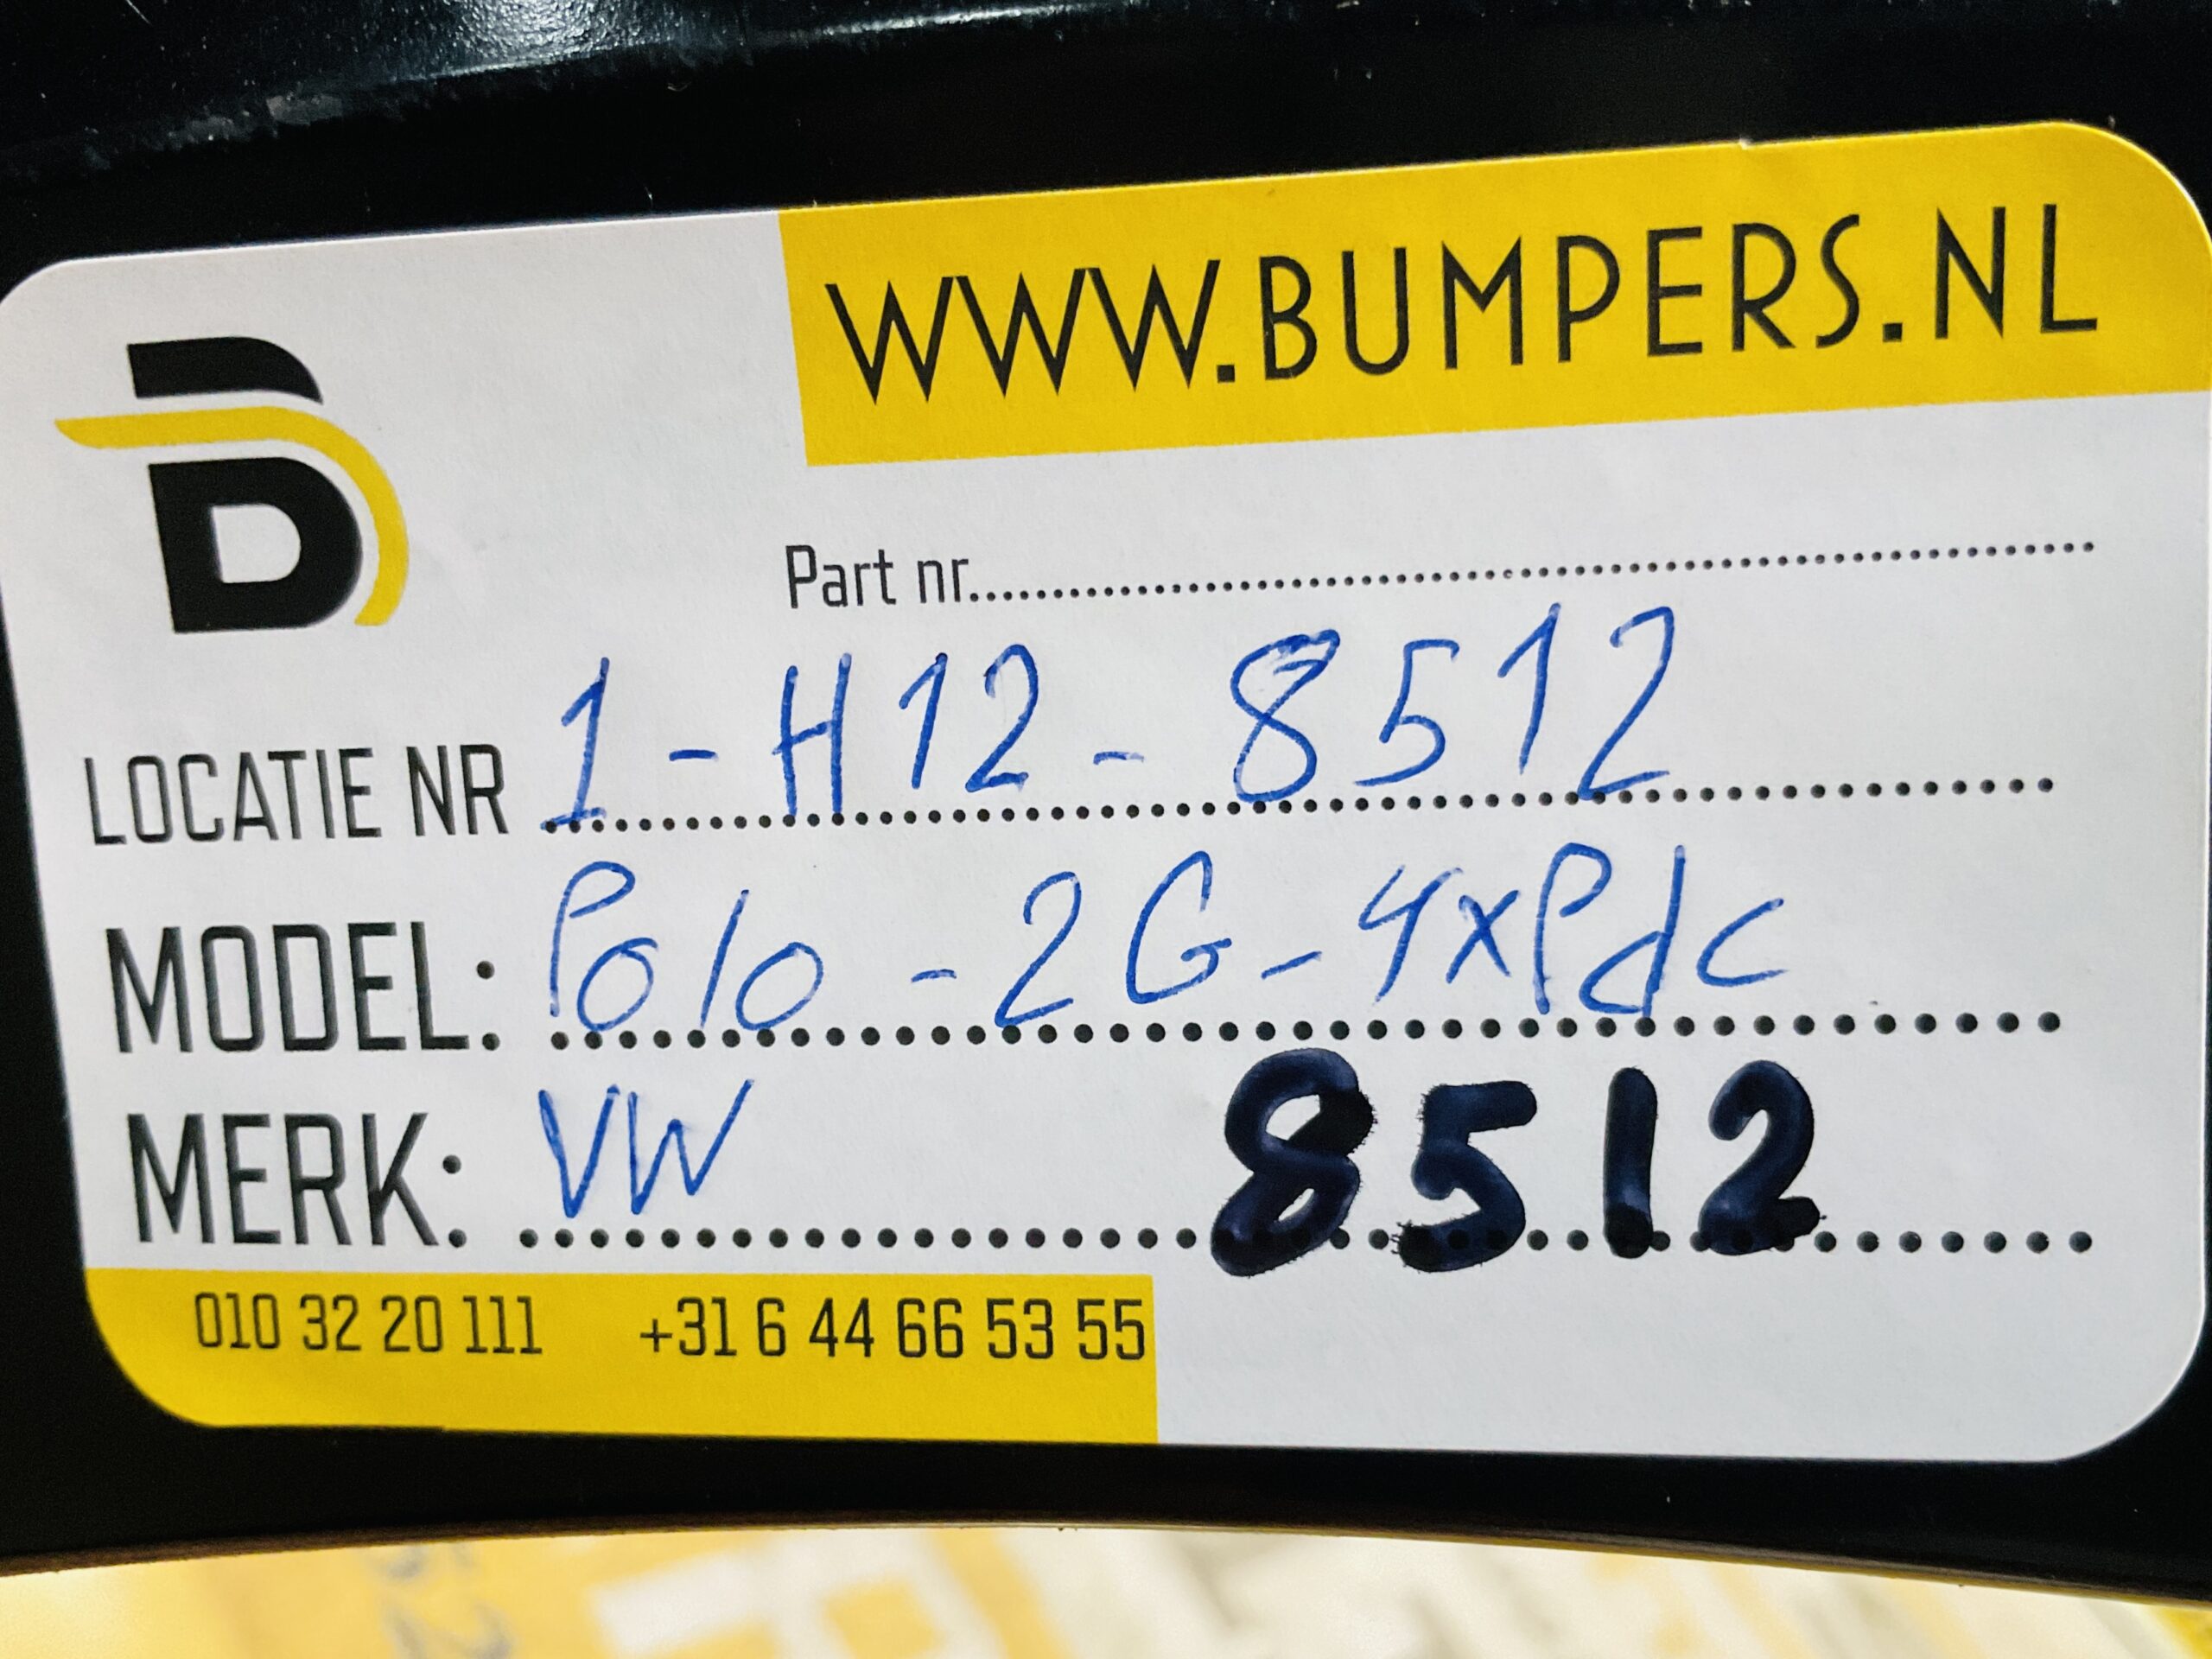 WWW.BUMPERS.NL
B
Part nr.......................................................
LOCATIE NR 1-H12-8512
MODEL: Polo-2G-4xPdc
MERK: VW 8512
010 32 20 111 +31 6 44 66 53 55